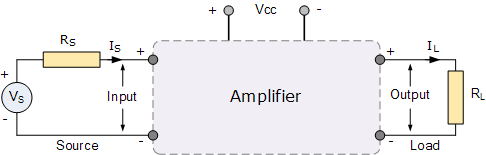 + Vcc -
RS IS + + IL
+
VS Input Amplifier Output RL
-
Source - - Load